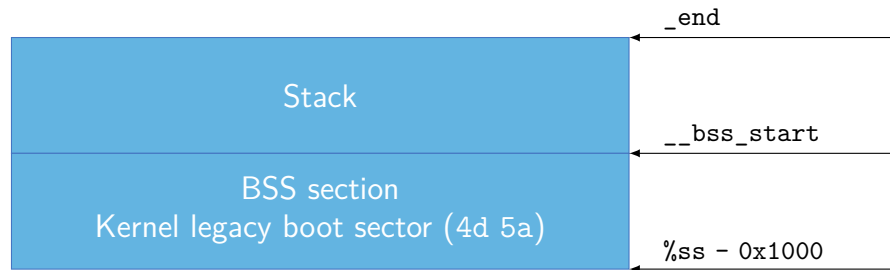 _end
Stack
__bss_start
BSS section
Kernel legacy boot sector (4d 5a)
%ss - 0x1000